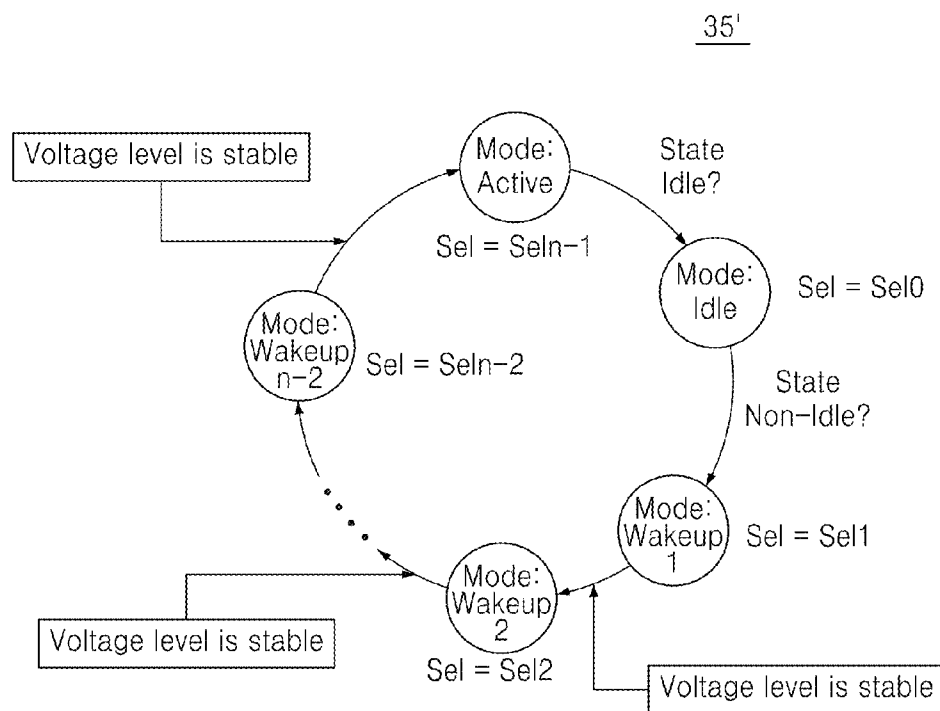 35'
Voltage level is stable
Mode:
Active
Sel = Seln-1
State
Idle?
Mode:
Idle
Sel = Sel0
State
Non-Idle?
Mode:
Wakeup
1
Sel = Sel1
Voltage level is stable
Mode:
Wakeup
2
Sel = Sel2
Voltage level is stable
Mode:
Wakeup
n-2
Sel = Seln-2